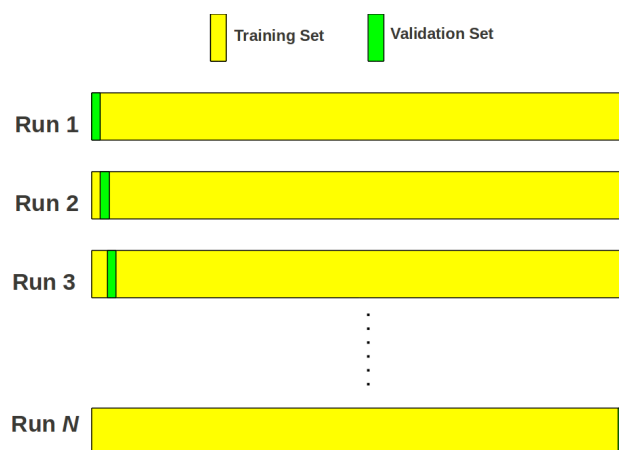 Training Set
Validation Set
Run 1
Run 2
Run 3
Run N